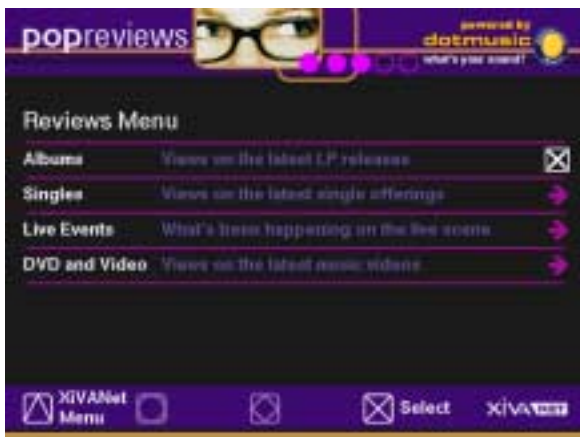 popreviews
powered by
dotmusic
what's your sound?
Reviews Menu
Albums Views on the latest LP releases
Singles Views on the latest single offerings
Live Events What's been happening on the live scene
DVD and Video Views on the latest music videos
XiVANet
Menu
Select
XiVA NET